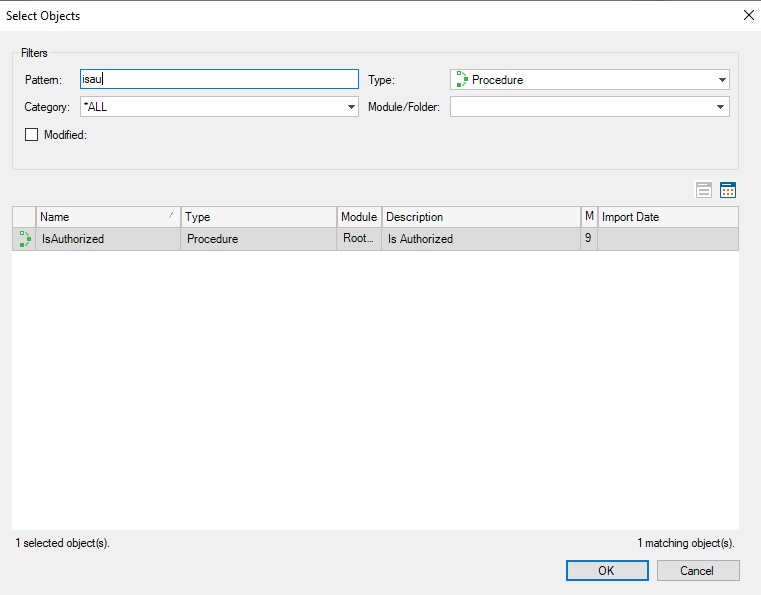 Select Objects
Filters
Pattern: isau Type: Procedure
Category: *ALL Module/Folder:
Modified:
Name Type Module Description M Import Date
IsAuthorized Procedure Root... Is Authorized 9
1 selected object(s). 1 matching object(s).
OK Cancel